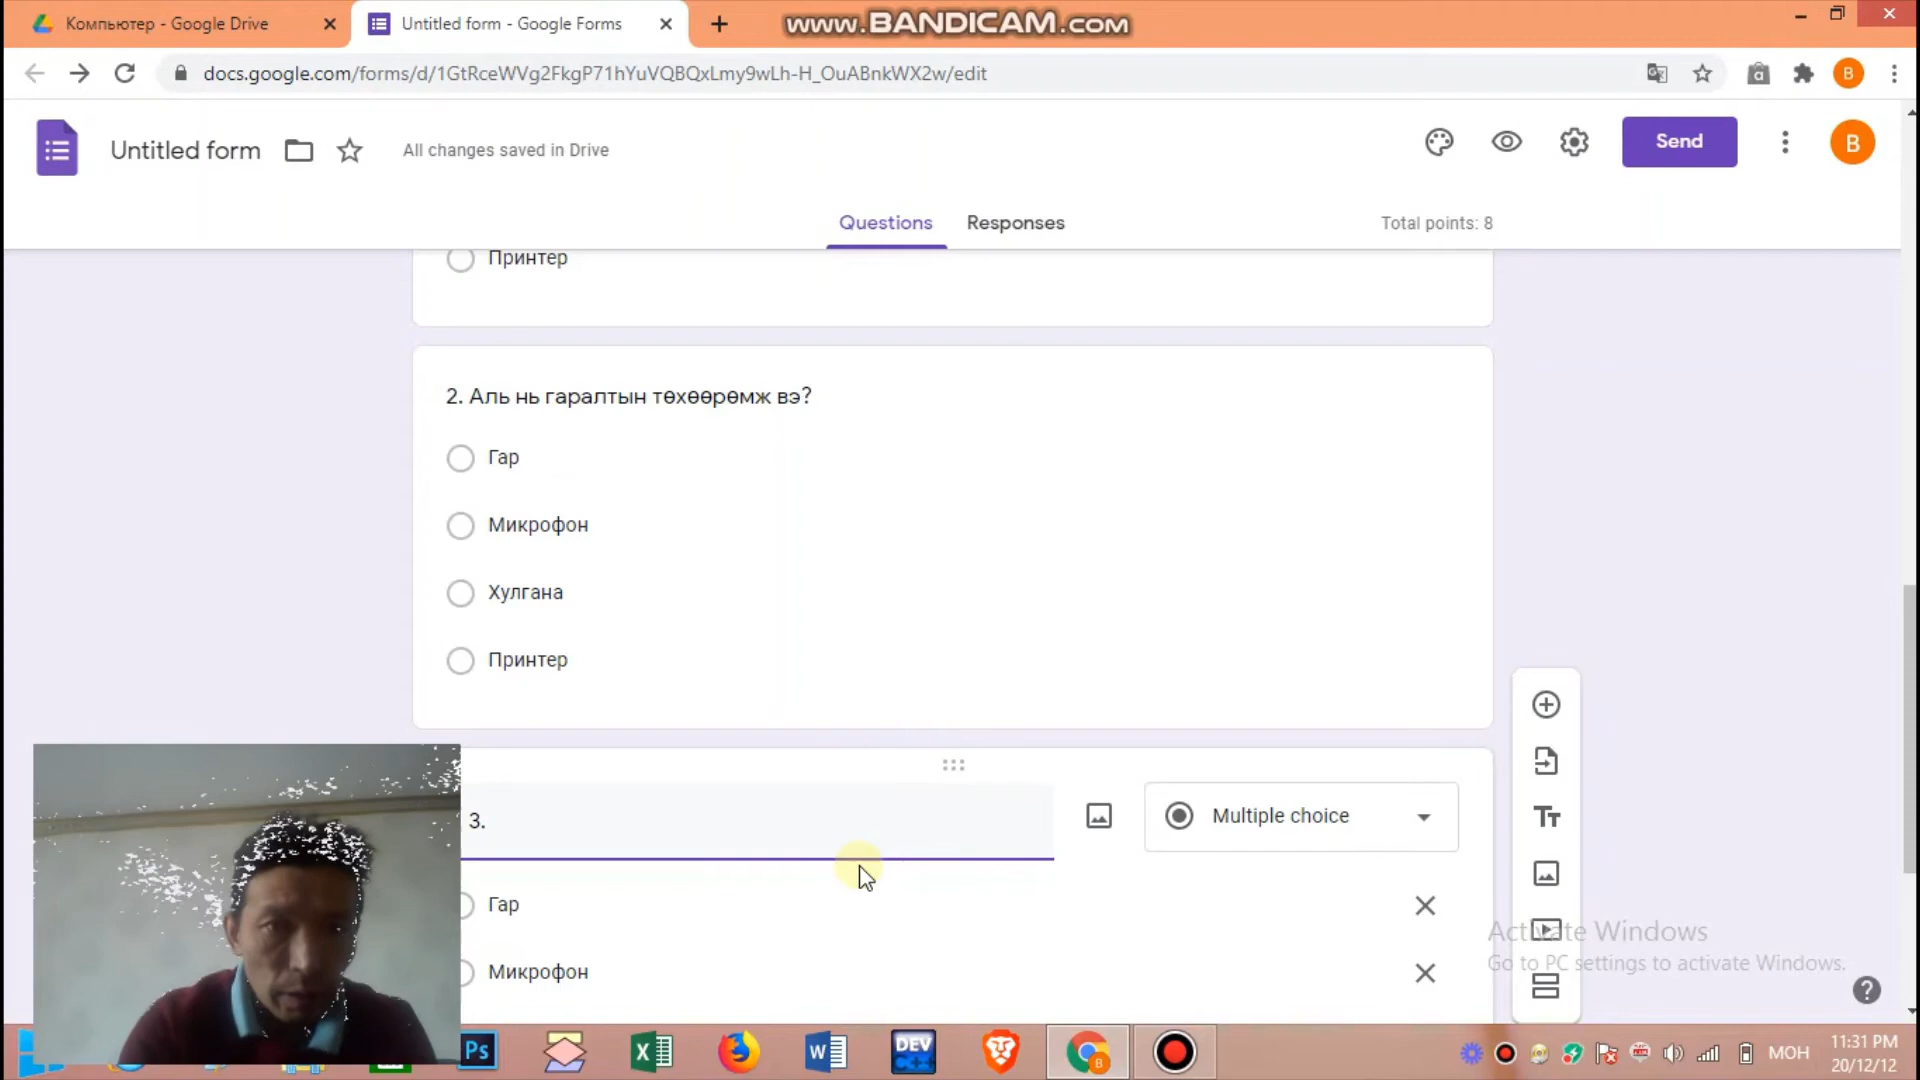 Компьютер - Google Drive
Untitled form - Google Forms
www.BANDICAM.com
docs.google.com/forms/d/1GtRceWVg2FkgP71hYuVQBQxLmy9wLh-H_OuABnkWX2w/edit
B
Untitled form
All changes saved in Drive
Send
B
Questions
Responses
Total points: 8
Принтер
2. Аль нь гаралтын төхөөрөмж вэ?
Гар
Микрофон
Хулгана
Принтер
3.
Multiple choice
Гар
Микрофон
Activate Windows
Go to PC settings to activate Windows.
Ps
DEV
C++
B
МОН
11:31 PM
20/12/12